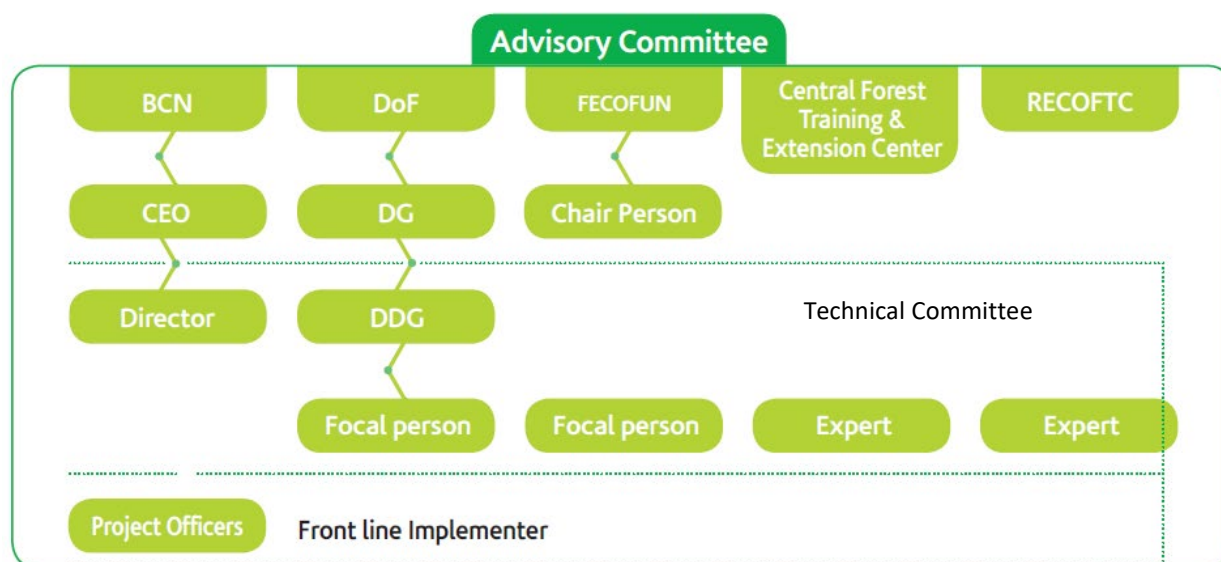 Advisory Committee
BCN
DoF
FECOFUN
Central Forest
Training &
Extension Center
RECOFTC
CEO
DG
Chair Person
Director
DDG
Technical Committee
Focal person
Focal person
Expert
Expert
Project Officers
Front line Implementer